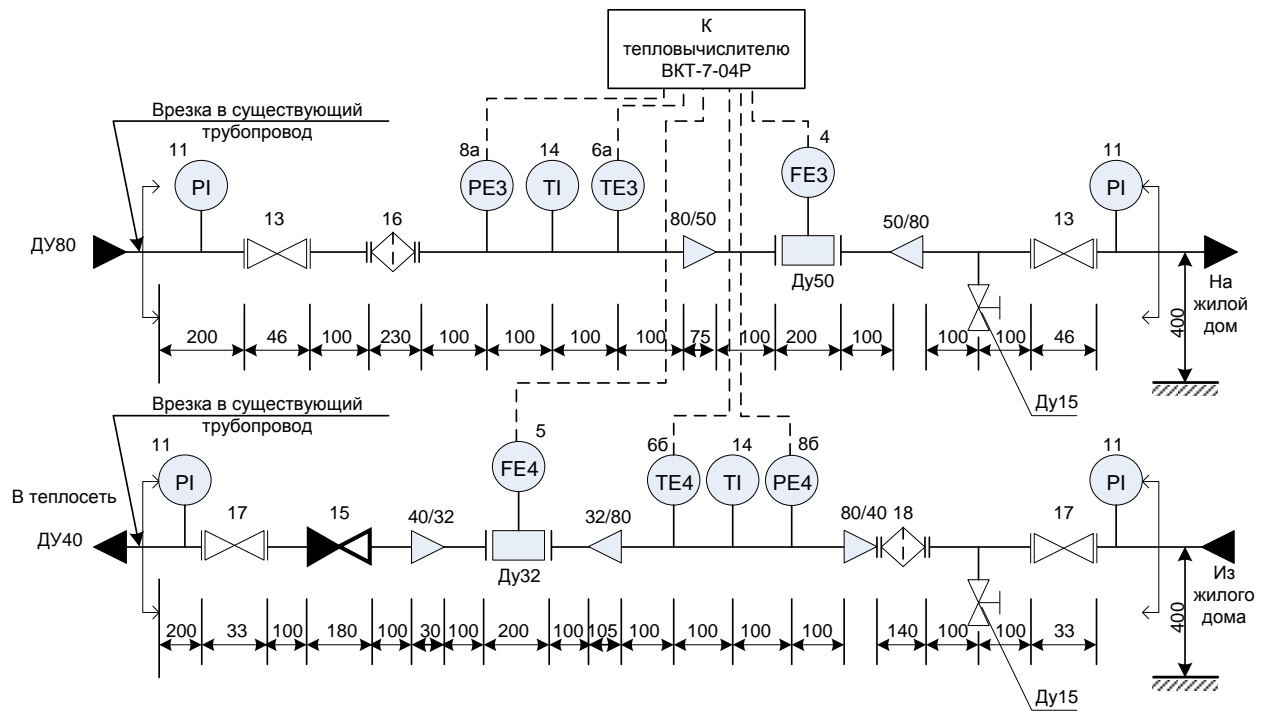 К
тепловычислителю
ВКТ-7-04Р
Врезка в существующий
трубопровод
11
8а
14
6а
4
11
PI
PE3
TI
TE3
FE3
PI
13
16
80/50
50/80
13
ДУ80
Ду50
На
жилой
дом
200
46
100
230
100
100
100
100
75
100
200
100
100
100
46
400
Ду15
Врезка в существующий
трубопровод
11
5
6б
14
8б
11
PI
FE4
TE4
TI
PE4
PI
В теплосеть
17
15
40/32
32/80
80/40
18
17
ДУ40
Ду32
Из
жилого
дома
200
33
100
180
100
30
100
200
100
105
100
100
100
100
140
100
100
33
400
Ду15